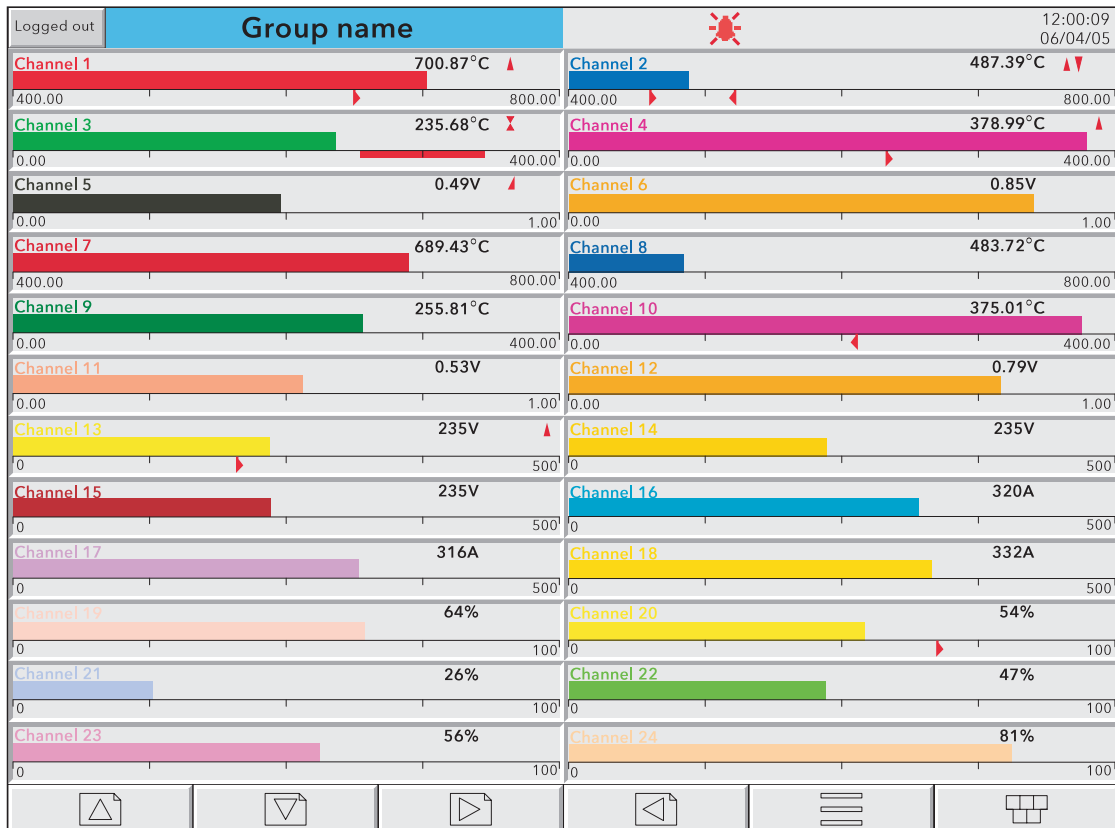 Logged out
Group name
12:00:09
06/04/05
Channel 1 700.87°C
400.00 800.00
Channel 2 487.39°C
400.00 800.00
Channel 3 235.68°C
0.00 400.00
Channel 4 378.99°C
0.00 400.00
Channel 5 0.49V
0.00 1.00
Channel 6 0.85V
0.00 1.00
Channel 7 689.43°C
400.00 800.00
Channel 8 483.72°C
400.00 800.00
Channel 9 255.81°C
0.00 400.00
Channel 10 375.01°C
0.00 400.00
Channel 11 0.53V
0.00 1.00
Channel 12 0.79V
0.00 1.00
Channel 13 235V
0 500
Channel 14 235V
0 500
Channel 15 235V
0 500
Channel 16 320A
0 500
Channel 17 316A
0 500
Channel 18 332A
0 500
Channel 19 64%
0 100
Channel 20 54%
0 100
Channel 21 26%
0 100
Channel 22 47%
0 100
Channel 23 56%
0 100
Channel 24 81%
0 100